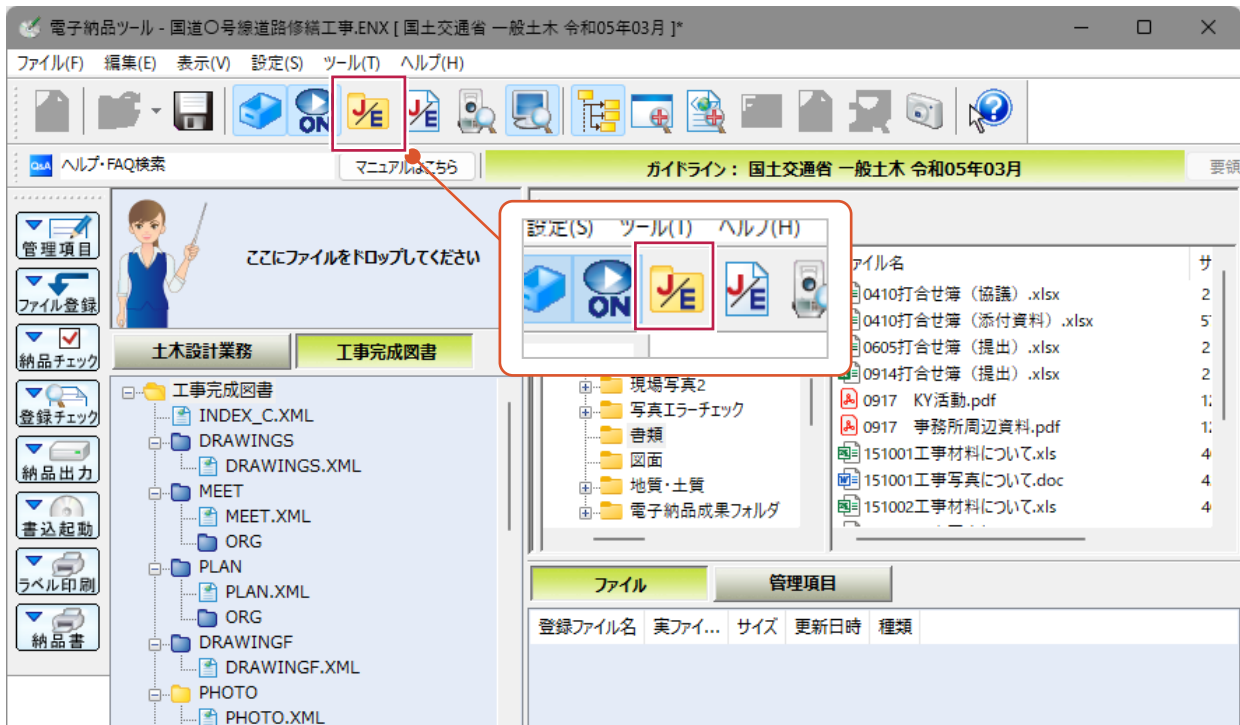 電子納品ツール - 国道〇号線道路修繕工事.ENX [ 国土交通省 一般土木 令和05年03月 ]*
ファイル(F) 編集(E) 表示(V) 設定(S) ツール(T) ヘルプ(H)
ON J/E J/E
Q&A ヘルプ・FAQ検索 マニュアルはこちら ガイドライン： 国土交通省 一般土木 令和05年03月 要領
管理項目
ファイル登録
納品チェック
登録チェック
納品出力
書込起動
ラベル印刷
納品書
ここにファイルをドロップしてください
土木設計業務 工事完成図書
工事完成図書
INDEX_C.XML
DRAWINGS
DRAWINGS.XML
MEET
MEET.XML
ORG
PLAN
PLAN.XML
ORG
DRAWINGF
DRAWINGF.XML
PHOTO
PHOTO.XML
設定(S) ツール(T) ヘルプ(H)
ON J/E J/E
現場写真2
写真エラーチェック
書類
図面
地質・土質
電子納品成果フォルダ
ァイル名 サ
0410打合せ簿（協議）.xlsx 2
0410打合せ簿（添付資料）.xlsx 5
0605打合せ簿（提出）.xlsx 2
0914打合せ簿（提出）.xlsx 2
0917 KY活動.pdf 1
0917 事務所周辺資料.pdf 1
151001工事材料について.xls 4
151001工事写真について.doc 4
151002工事材料について.xls 4
ファイル 管理項目
登録ファイル名 実ファイ... サイズ 更新日時 種類